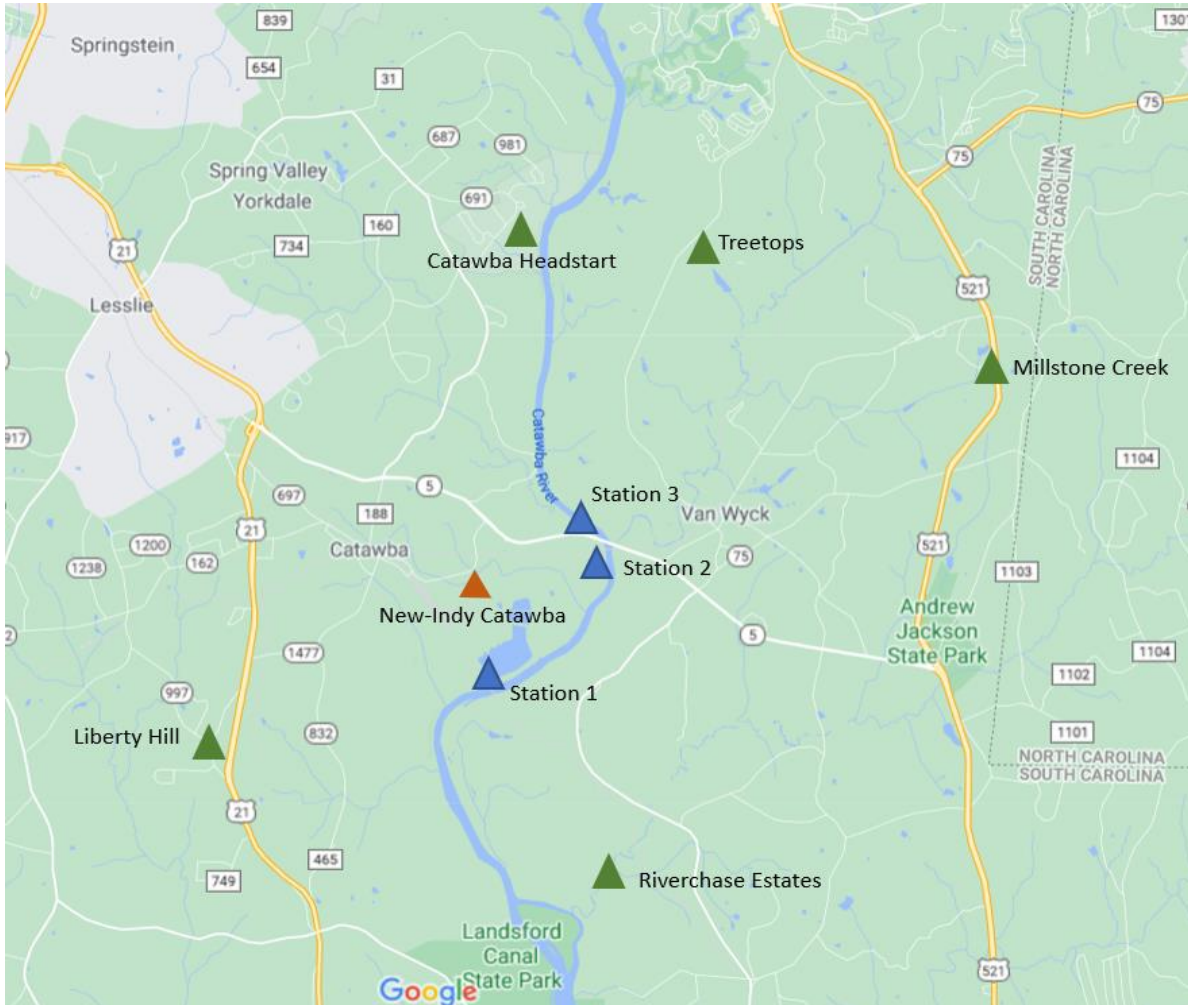 839
1301
Springstein
654
31
75
687
981
75
Spring Valley
Yorkdale
691
160
SOUTH CAROLINA
NORTH CAROLINA
21
734
Catawba Headstart
Treetops
521
Lesslie
Millstone Creek
Catawba River
917
1104
5
697
Station 3
188
Van Wyck
21
1200
Catawba
75
521
1238
162
Station 2
1103
New-Indy Catawba
Andrew
Jackson
State Park
2
5
1477
1104
1102
997
Station 1
Liberty Hill
832
1101
NORTH CAROLINA
SOUTH CAROLINA
21
465
749
Riverchase Estates
Landsford
Canal
State Park
521
Google